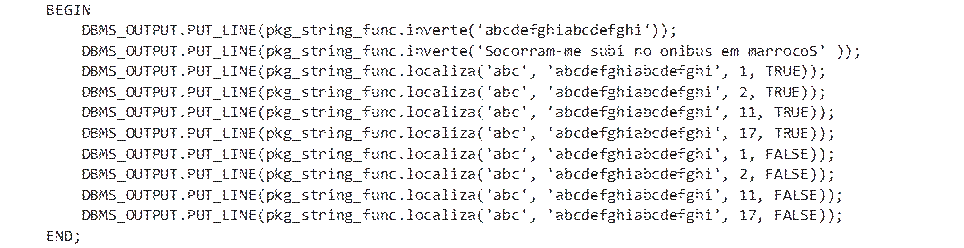 BEGIN
DBMS_OUTPUT.PUT_LINE(pkg_string_func.inverte('abcdefghiabcdefghi'));
DBMS_OUTPUT.PUT_LINE(pkg_string_func.inverte('Socorram-me subi no onibus em marrocoS' ));
DBMS_OUTPUT.PUT_LINE(pkg_string_func.localiza('abc', 'abcdefghiabcdefghi', 1, TRUE));
DBMS_OUTPUT.PUT_LINE(pkg_string_func.localiza('abc', 'abcdefghiabcdefghi', 2, TRUE));
DBMS_OUTPUT.PUT_LINE(pkg_string_func.localiza('abc', 'abcdefghiabcdefghi', 11, TRUE));
DBMS_OUTPUT.PUT_LINE(pkg_string_func.localiza('abc', 'abcdefghiabcdefghi', 17, TRUE));
DBMS_OUTPUT.PUT_LINE(pkg_string_func.localiza('abc', 'abcdefghiabcdefghi', 1, FALSE));
DBMS_OUTPUT.PUT_LINE(pkg_string_func.localiza('abc', 'abcdefghiabcdefghi', 2, FALSE));
DBMS_OUTPUT.PUT_LINE(pkg_string_func.localiza('abc', 'abcdefghiabcdefghi', 11, FALSE));
DBMS_OUTPUT.PUT_LINE(pkg_string_func.localiza('abc', 'abcdefghiabcdefghi', 17, FALSE));
END;